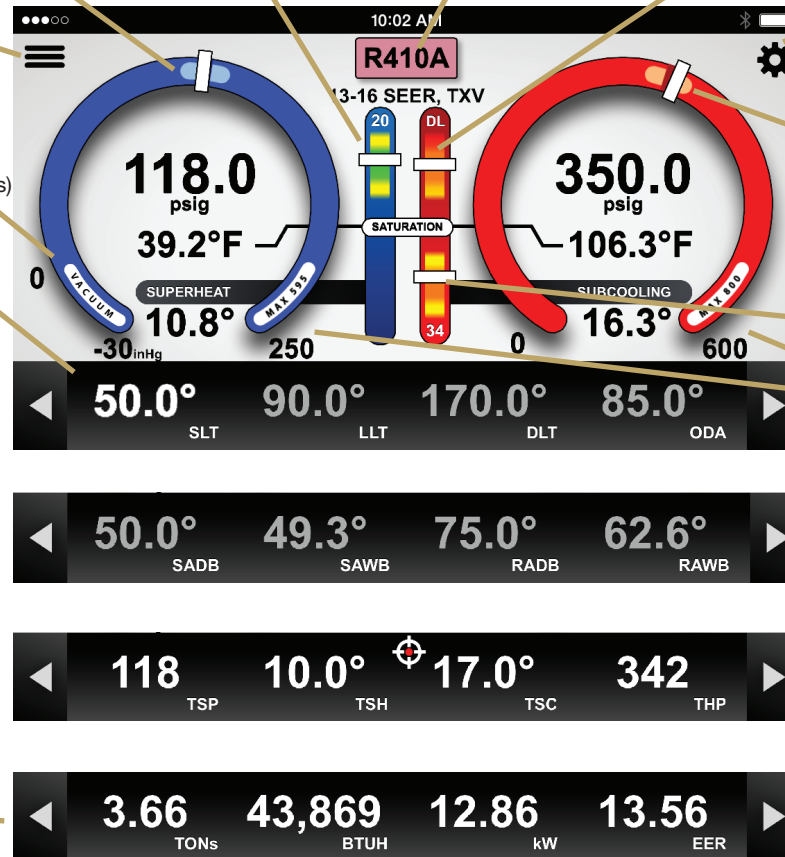 10:02 AM
R410A
13-16 SEER, TXV
20 DL
118.0 350.0
psig psig
s)
SATURATION
39.2°F 106.3°F
0 VACUUM SUPERHEAT MAX 595 SUBCOOLING MAX 800
10.8° 34 16.3°
-30inHg 250 0 600
50.0° 90.0° 170.0° 85.0°
SLT LLT DLT ODA
50.0° 49.3° 75.0° 62.6°
SADB SAWB RADB RAWB
118 10.0° 17.0° 342
TSP TSH TSC THP
3.66 43,869 12.86 13.56
TONs BTUH kW EER